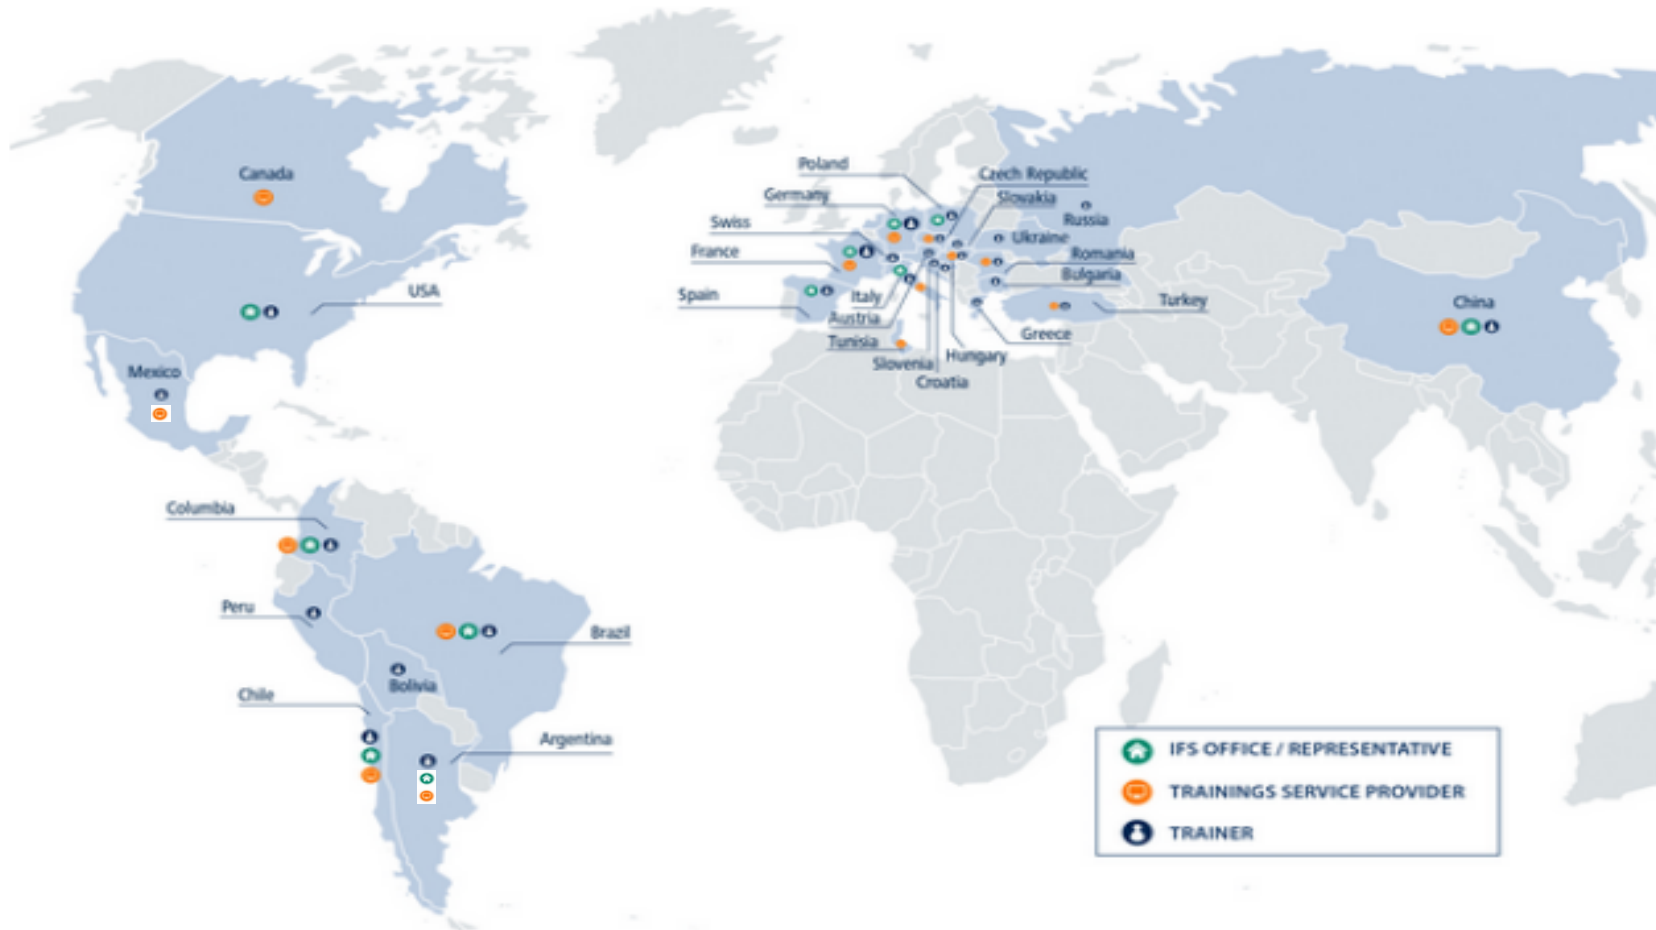 Canada
USA
Mexico
Columbia
Peru
Brazil
Bolivia
Chile
Argentina
Poland
Germany
Swiss
France
Spain
Italy
Austria
Tunisia
Slovenia
Croatia
Hungary
Greece
Czech Republic
Slovakia
Russia
Ukraine
Romania
Bulgaria
Turkey
China
IFS OFFICE / REPRESENTATIVE
TRAININGS SERVICE PROVIDER
TRAINER